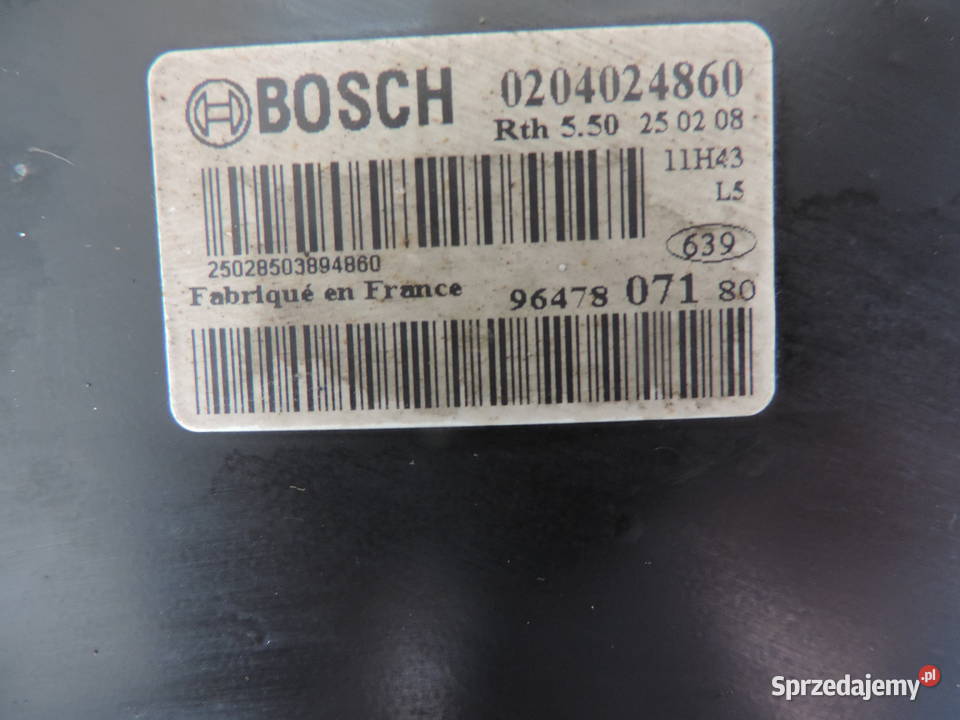 BOSCH 0204024860
Rth 5.50 25 02 08
11H43
L5
639
25028503894860
Fabriqué en France 96478 071 80
Sprzedajemy.pl